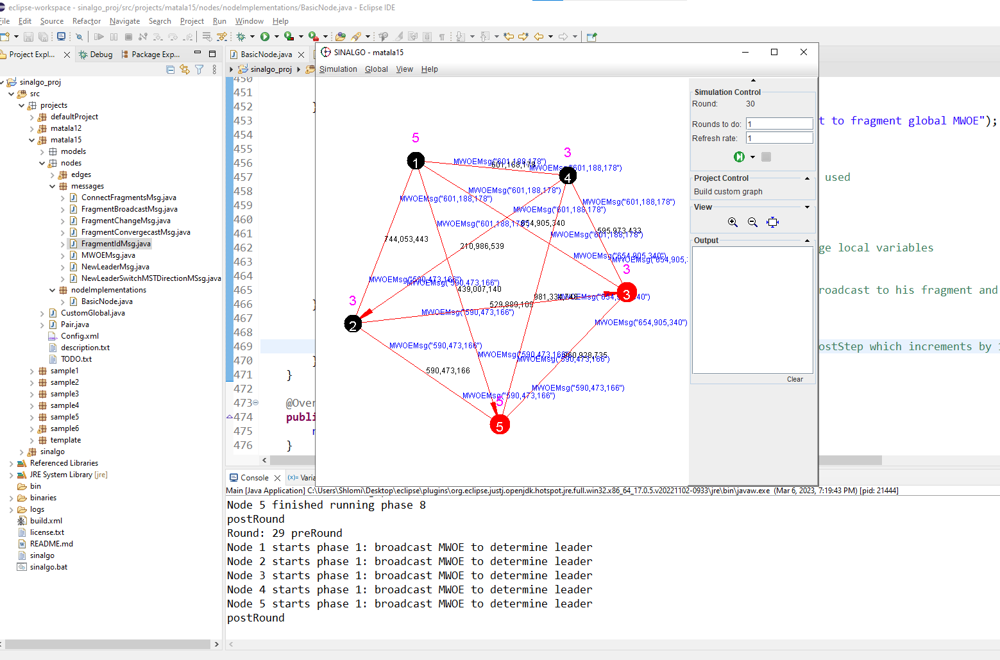 eclipse-workspace - sinalgo_proj/src/projects/matala15/nodes/nodeImplementations/BasicNode.java - Eclipse IDE
File Edit Source Refactor Navigate Search Project Run Window Help
Project Expl... Debug Package Exp...
BasicNode.java
sinalgo_proj
sinalgo_proj
src
projects
defaultProject
matala12
matala15
models
nodes
edges
messages
ConnectFragmentsMsg.java
FragmentBroadcastMsg.java
FragmentChangeMsg.java
FragmentConvergecastMsg.java
FragmentIdMsg.java
MWOEMsg.java
NewLeaderMsg.java
NewLeaderSwitchMSTDirectionMSsg.java
nodeImplementations
BasicNode.java
CustomGlobal.java
Pair.java
Config.xml
description.txt
TODO.txt
sample1
sample2
sample3
sample4
sample5
sample6
template
sinalgo
Referenced Libraries
JRE System Library [jre]
bin
binaries
logs
build.xml
license.txt
README.md
sinalgo
sinalgo.bat
450
451
452 }
453 t to fragment global MWOE");
454
455
456
457 used
458
459
460
461
462 ge local variables
463
464
465 roadcast to his fragment and
466 }
467
468
469 ostStep which increments by 1
470 }
471 }
472
473 @Over
474 publi
475
476 }
SINALGO - matala15
Simulation Global View Help
5
1
3
4
3
3
3
2
5
5
MWOEMsg("601,188,178")
601,188,178
MWOEMsg("601,188,178")
MWOEMsg("601,188,178")
MWOEMsg("601,188,178")
MWOEMsg("601,188,178")
MWOEMsg("601,188,178")
MWOEMsg("601,188,178")
654,905,340
595,973,433
MWOEMsg("601,188,178")
744,053,443
210,986,539
MWOEMsg("654,905,340")
MWOEMsg("654,905,
MWOEMsg("590,473,166")
MWOEMsg("590,473,166")
439,007,140
529,889,109
MWOEMsg("590,473,166")
MWOEMsg("654,905,340")
MWOEMsg("590,473,166")
MWOEMsg("590,473,166")
MWOEMsg("590,473,166")
590,473,166
MWOEMsg("590,473,166")
MWOEMsg("590,473,166")
Simulation Control
Round: 30
Rounds to do: 1
Refresh rate: 1
Project Control
Build custom graph
View
Output
Clear
Console
(x)= Varia
Main [Java Application] C:\Users\Shlomi\Desktop\eclipse\plugins\org.eclipse.justj.openjdk.hotspot.jre.full.win32.x86_64_17.0.5.v20221102-0933\jre\bin\javaw.exe (Mar 6, 2023, 7:19:43 PM) [pid: 21444]
Node 5 finished running phase 8
postRound
Round: 29 preRound
Node 1 starts phase 1: broadcast MWOE to determine leader
Node 2 starts phase 1: broadcast MWOE to determine leader
Node 3 starts phase 1: broadcast MWOE to determine leader
Node 4 starts phase 1: broadcast MWOE to determine leader
Node 5 starts phase 1: broadcast MWOE to determine leader
postRound